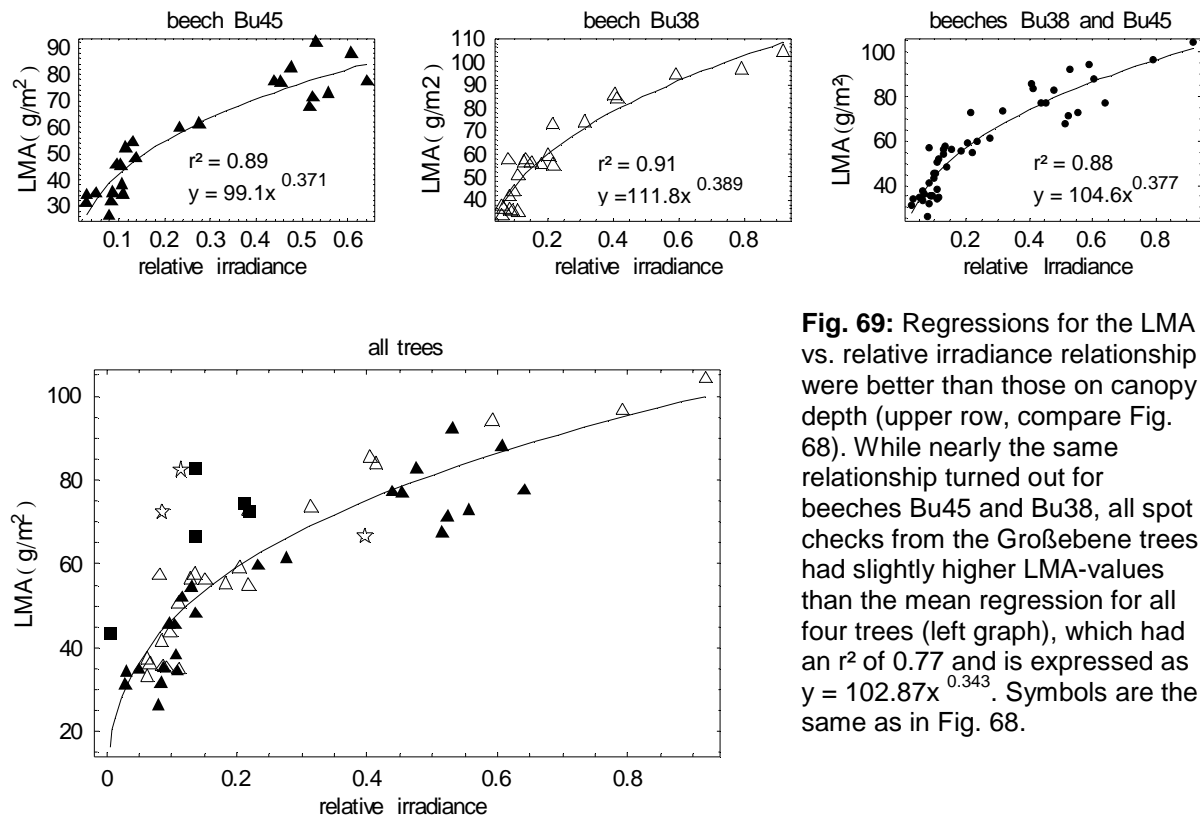 beech Bu45
90
80
70
60
50
40
30
LMA( g/m²)
r² = 0.89
y = 99.1x^0.371
0.1 0.2 0.3 0.4 0.5 0.6
relative irradiance
beech Bu38
110
100
90
80
70
60
50
40
LMA ( g/m2)
r² = 0.91
y =111.8x^0.389
0.2 0.4 0.6 0.8
relative irradiance
beeches Bu38 and Bu45
100
80
60
40
LMA(g/m²)
r² = 0.88
y = 104.6x^0.377
0.2 0.4 0.6 0.8
relative Irradiance
all trees
100
80
60
40
20
LMA( g/m²)
0 0.2 0.4 0.6 0.8
relative irradiance
Fig. 69: Regressions for the LMA
vs. relative irradiance relationship
were better than those on canopy
depth (upper row, compare Fig.
68). While nearly the same
relationship turned out for
beeches Bu45 and Bu38, all spot
checks from the Großebene trees
had slightly higher LMA-values
than the mean regression for all
four trees (left graph), which had
an r² of 0.77 and is expressed as
y = 102.87x^0.343. Symbols are the
same as in Fig. 68.